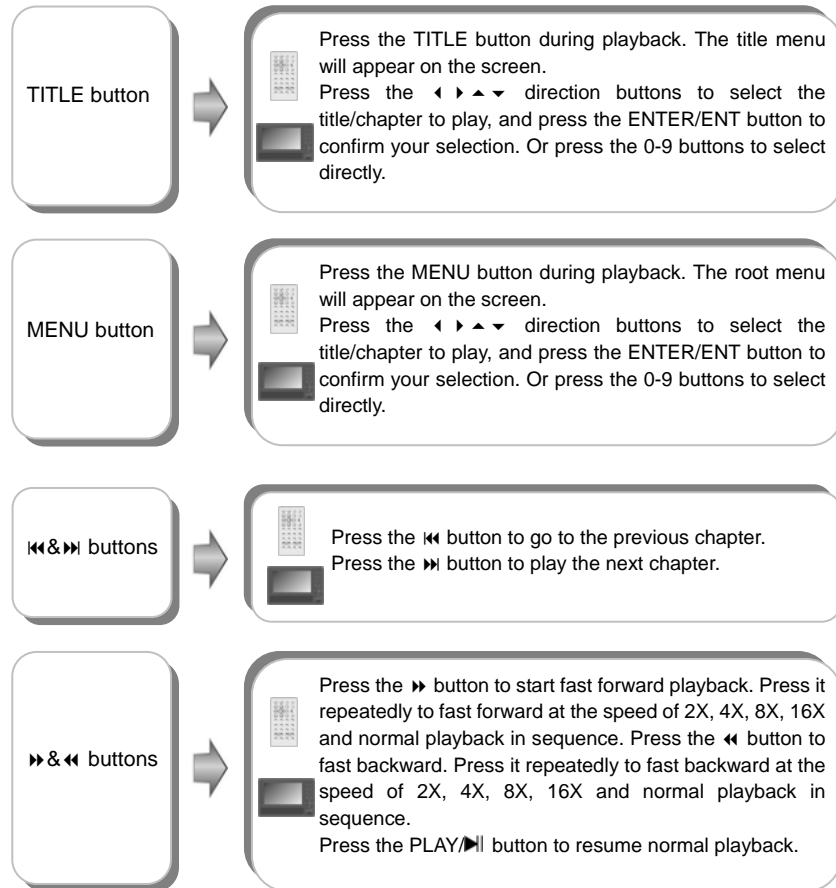 TITLE button
Press the TITLE button during playback. The title menu
will appear on the screen.
Press the ◂ ▸ ▴ ▾ direction buttons to select the
title/chapter to play, and press the ENTER/ENT button to
confirm your selection. Or press the 0-9 buttons to select
directly.
MENU button
Press the MENU button during playback. The root menu
will appear on the screen.
Press the ◂ ▸ ▴ ▾ direction buttons to select the
title/chapter to play, and press the ENTER/ENT button to
confirm your selection. Or press the 0-9 buttons to select
directly.
⏮&⏭ buttons
Press the ⏮ button to go to the previous chapter.
Press the ⏭ button to play the next chapter.
⏩&⏪ buttons
Press the ⏩ button to start fast forward playback. Press it
repeatedly to fast forward at the speed of 2X, 4X, 8X, 16X
and normal playback in sequence. Press the ⏪ button to
fast backward. Press it repeatedly to fast backward at the
speed of 2X, 4X, 8X, 16X and normal playback in
sequence.
Press the PLAY/⏯ button to resume normal playback.